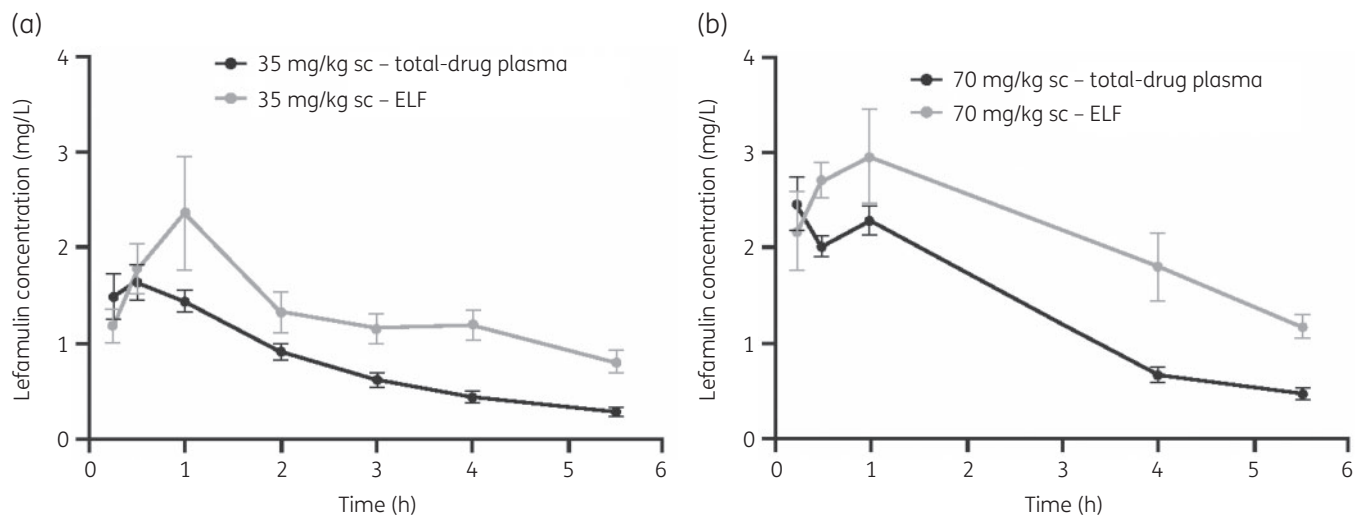 (a)
4
3
2
1
0
Lefamulin concentration (mg/L)
35 mg/kg sc – total-drug plasma
35 mg/kg sc – ELF
0 1 2 3 4 5 6
Time (h)
(b)
4
3
2
1
0
Lefamulin concentration (mg/L)
70 mg/kg sc – total-drug plasma
70 mg/kg sc – ELF
0 1 2 3 4 5 6
Time (h)